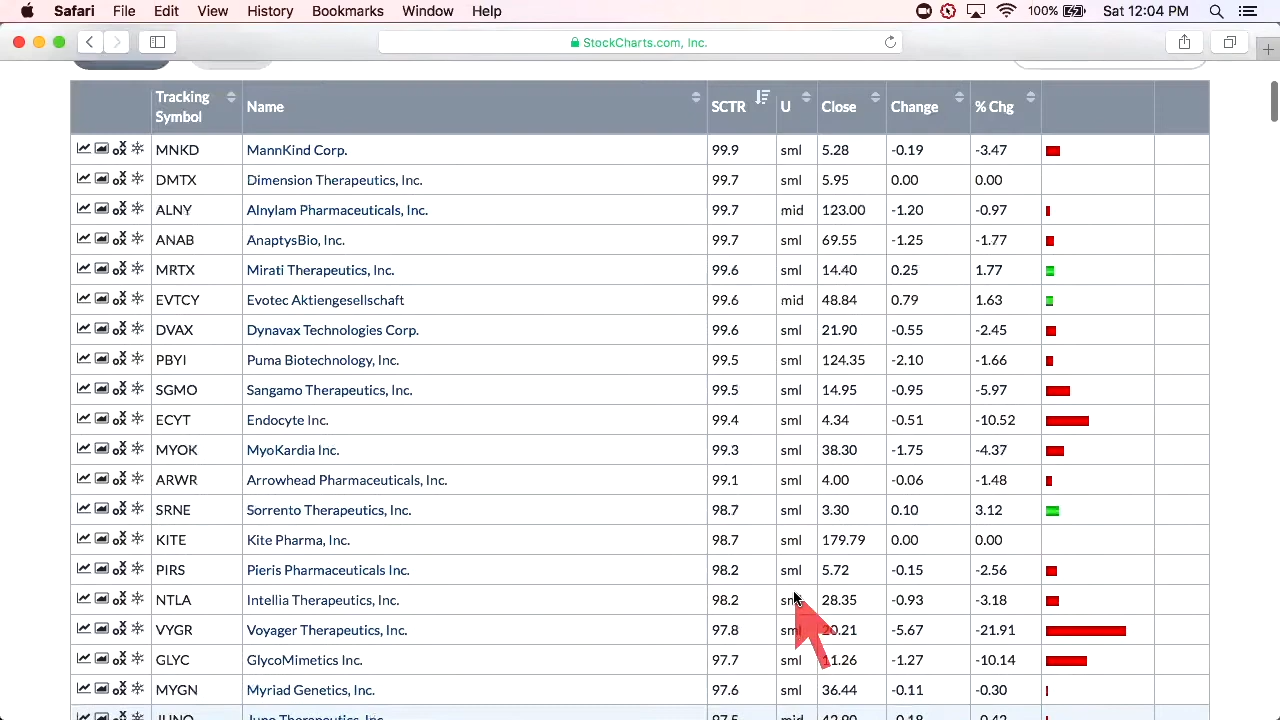 Safari File Edit View History Bookmarks Window Help 100% Sat 12:04 PM
StockCharts.com, Inc.
Tracking Symbol Name SCTR U Close Change % Chg
MNKD MannKind Corp. 99.9 sml 5.28 -0.19 -3.47
DMTX Dimension Therapeutics, Inc. 99.7 sml 5.95 0.00 0.00
ALNY Alnylam Pharmaceuticals, Inc. 99.7 mid 123.00 -1.20 -0.97
ANAB AnaptysBio, Inc. 99.7 sml 69.55 -1.25 -1.77
MRTX Mirati Therapeutics, Inc. 99.6 sml 14.40 0.25 1.77
EVTCY Evotec Aktiengesellschaft 99.6 mid 48.84 0.79 1.63
DVAX Dynavax Technologies Corp. 99.6 sml 21.90 -0.55 -2.45
PBYI Puma Biotechnology, Inc. 99.5 sml 124.35 -2.10 -1.66
SGMO Sangamo Therapeutics, Inc. 99.5 sml 14.95 -0.95 -5.97
ECYT Endocyte Inc. 99.4 sml 4.34 -0.51 -10.52
MYOK MyoKardia Inc. 99.3 sml 38.30 -1.75 -4.37
ARWR Arrowhead Pharmaceuticals, Inc. 99.1 sml 4.00 -0.06 -1.48
SRNE Sorrento Therapeutics, Inc. 98.7 sml 3.30 0.10 3.12
KITE Kite Pharma, Inc. 98.7 sml 179.79 0.00 0.00
PIRS Pieris Pharmaceuticals Inc. 98.2 sml 5.72 -0.15 -2.56
NTLA Intellia Therapeutics, Inc. 98.2 sml 28.35 -0.93 -3.18
VYGR Voyager Therapeutics, Inc. 97.8 sml 20.21 -5.67 -21.91
GLYC GlycoMimetics Inc. 97.7 sml 11.26 -1.27 -10.14
MYGN Myriad Genetics, Inc. 97.6 sml 36.44 -0.11 -0.30
JUNO Juno Therapeutics, Inc. 97.5 mid